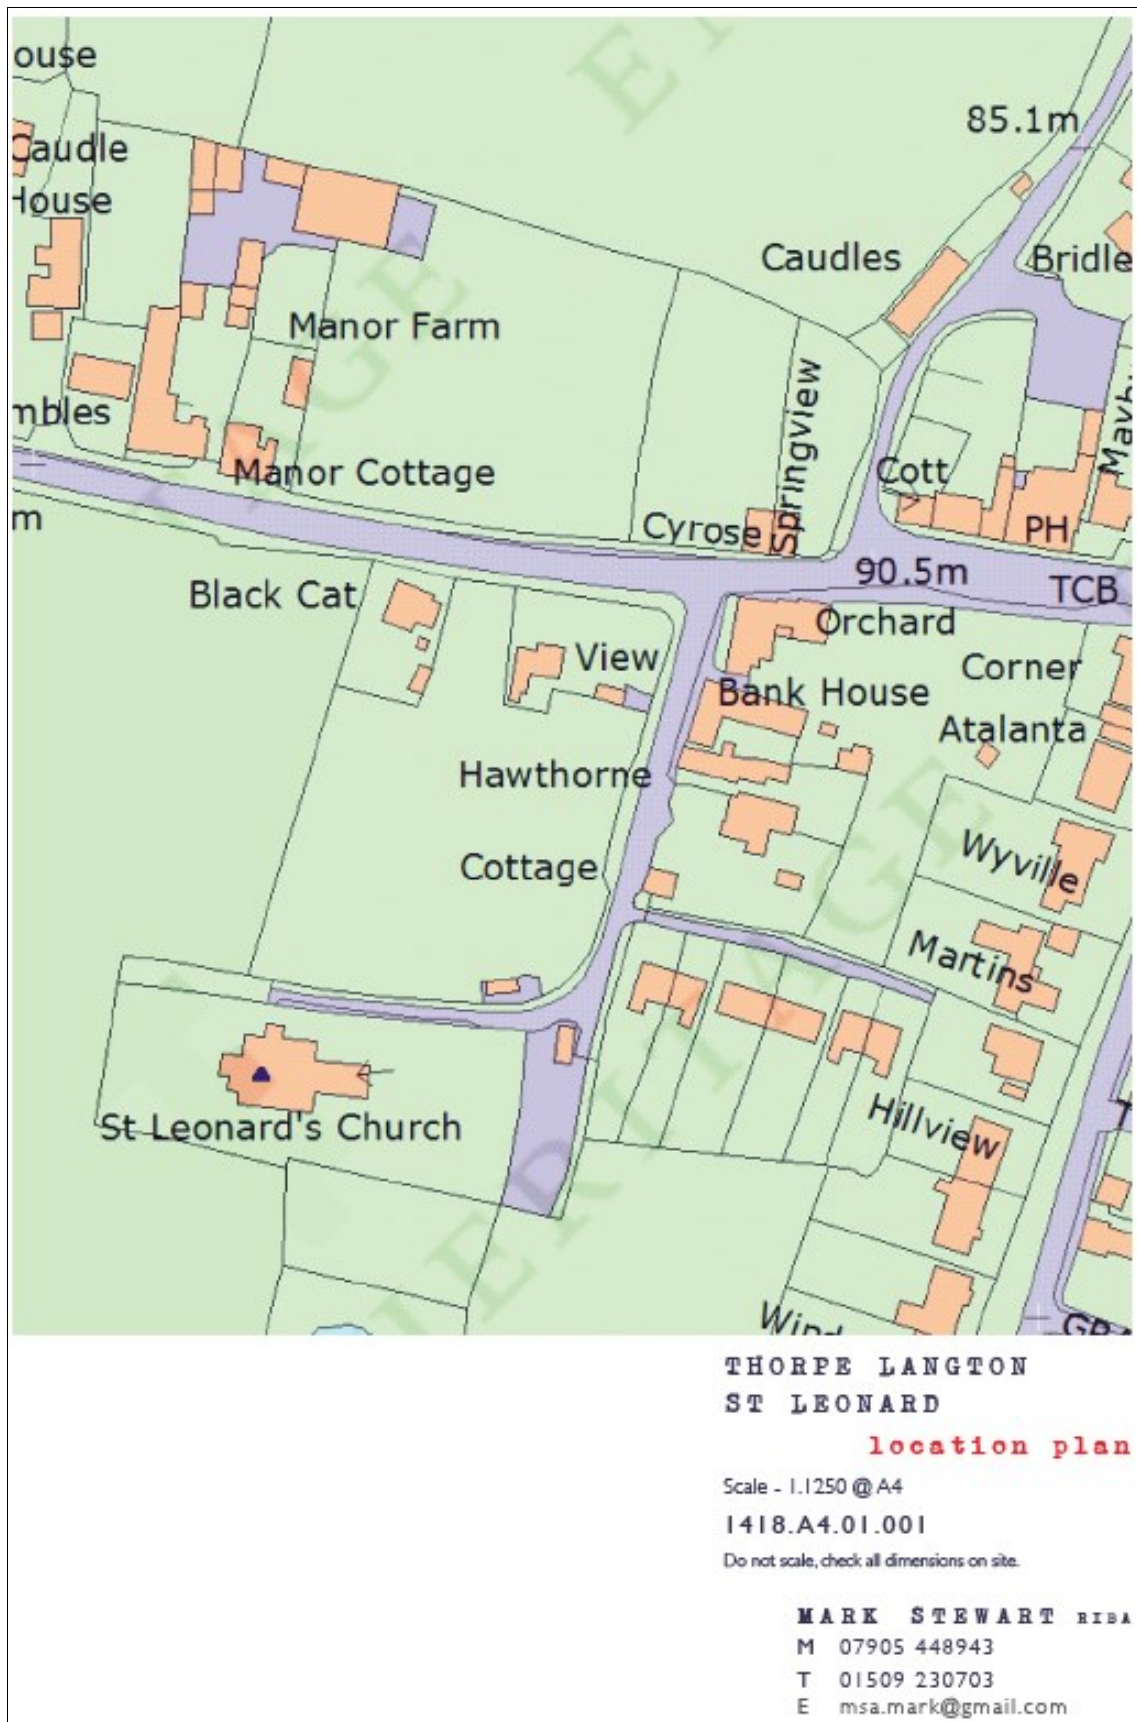 ouse
85.1m
Caudle
House
Caudles
Bridle
Manor Farm
Springview
mbles
Cott
Manor Cottage
m
Cyrose
PH
90.5m
TCB
Black Cat
Orchard
View
Corner
Bank House
Atalanta
Hawthorne
Wyville
Cottage
Martins
Hillview
St Leonard's Church
ERITAGE
THORPE LANGTON
ST LEONARD
location plan
Scale - 1.1250 @ A4
1418.A4.01.001
Do not scale, check all dimensions on site.
MARK STEWART RIBA
M 07905 448943
T 01509 230703
E msa.mark@gmail.com